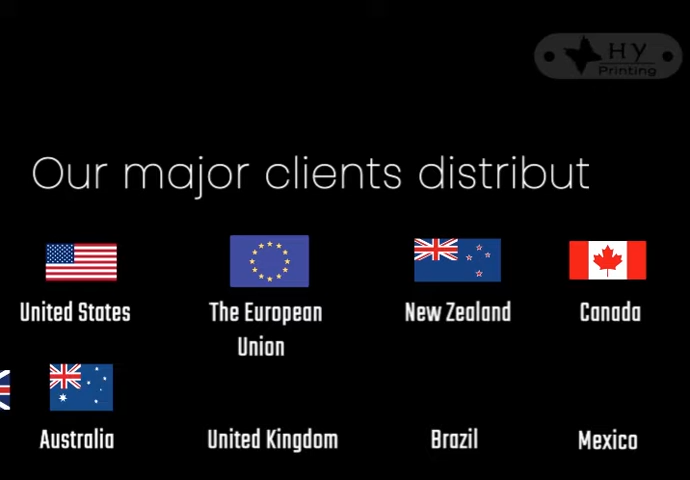 HY
Printing
Our major clients distribut
United States
The European
Union
New Zealand
Canada
Australia
United Kingdom
Brazil
Mexico